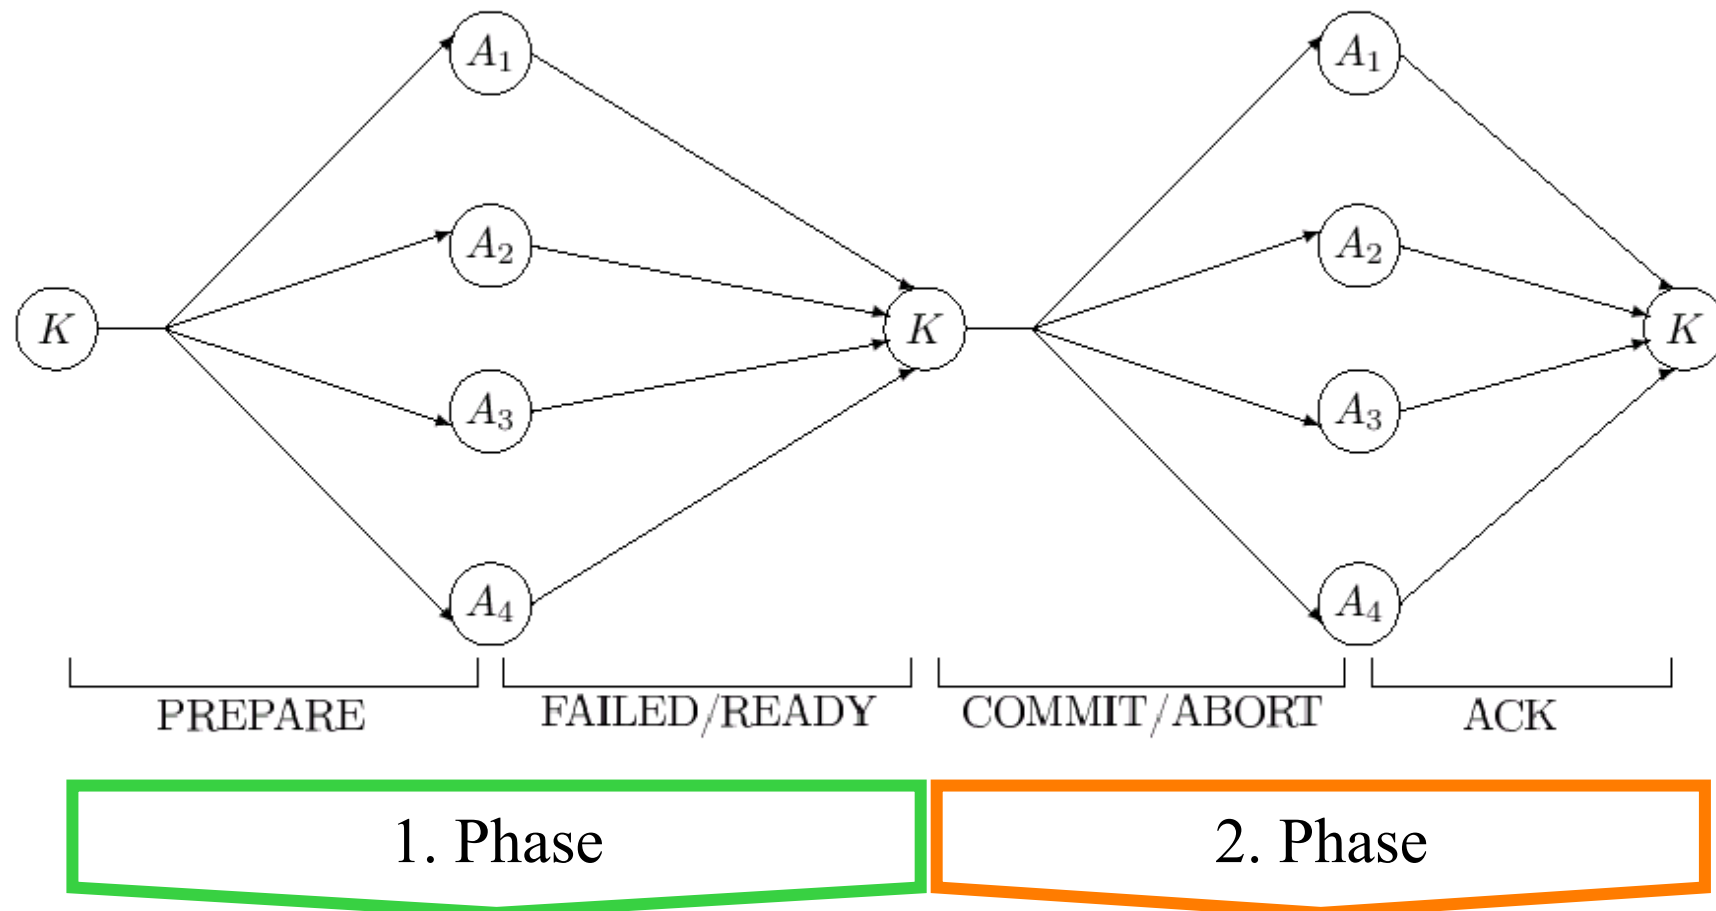 A₁
A₁
A₂
A₂
K
K
K
A₃
A₃
A₄
A₄
PREPARE
FAILED/READY
COMMIT/ABORT
ACK
1. Phase
2. Phase